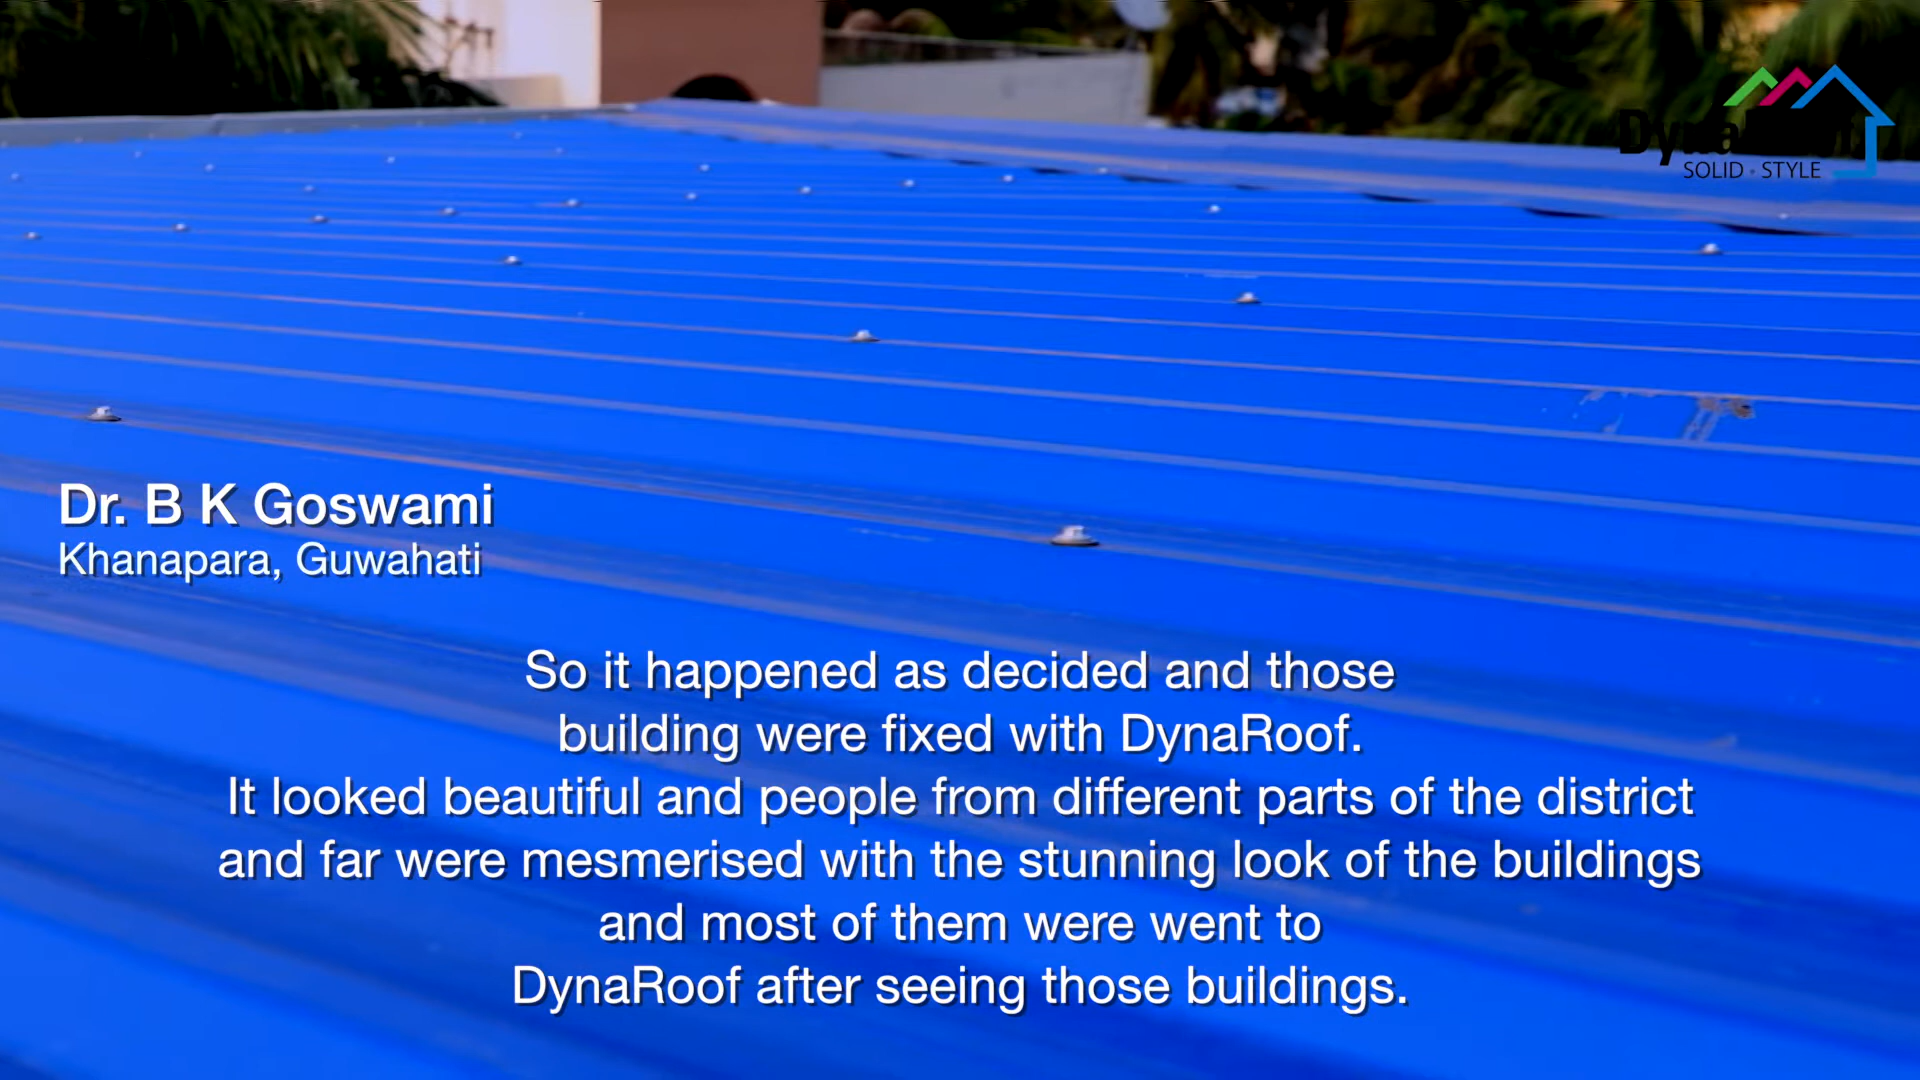 SOLID • STYLE
Dr. B K Goswami
Khanapara, Guwahati
So it happened as decided and those
building were fixed with DynaRoof.
It looked beautiful and people from different parts of the district
and far were mesmerised with the stunning look of the buildings
and most of them were went to
DynaRoof after seeing those buildings.